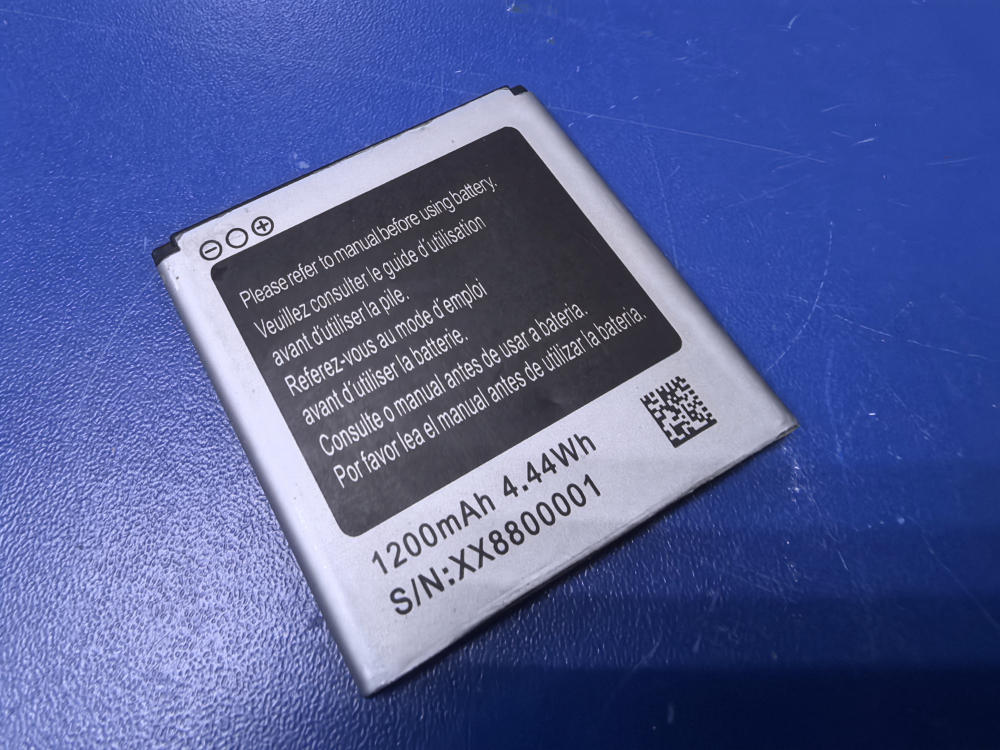 Please refer to manual before using battery.
Veuillez consulter le guide d'utilisation
avant d'utiliser la pile.
Referez-vous au mode d'emploi
avant d'utiliser la batterie.
Consulte o manual antes de usar a bateria.
Por favor lea el manual antes de utilizar la bateria.
1200mAh 4.44Wh
S/N:XX8800001